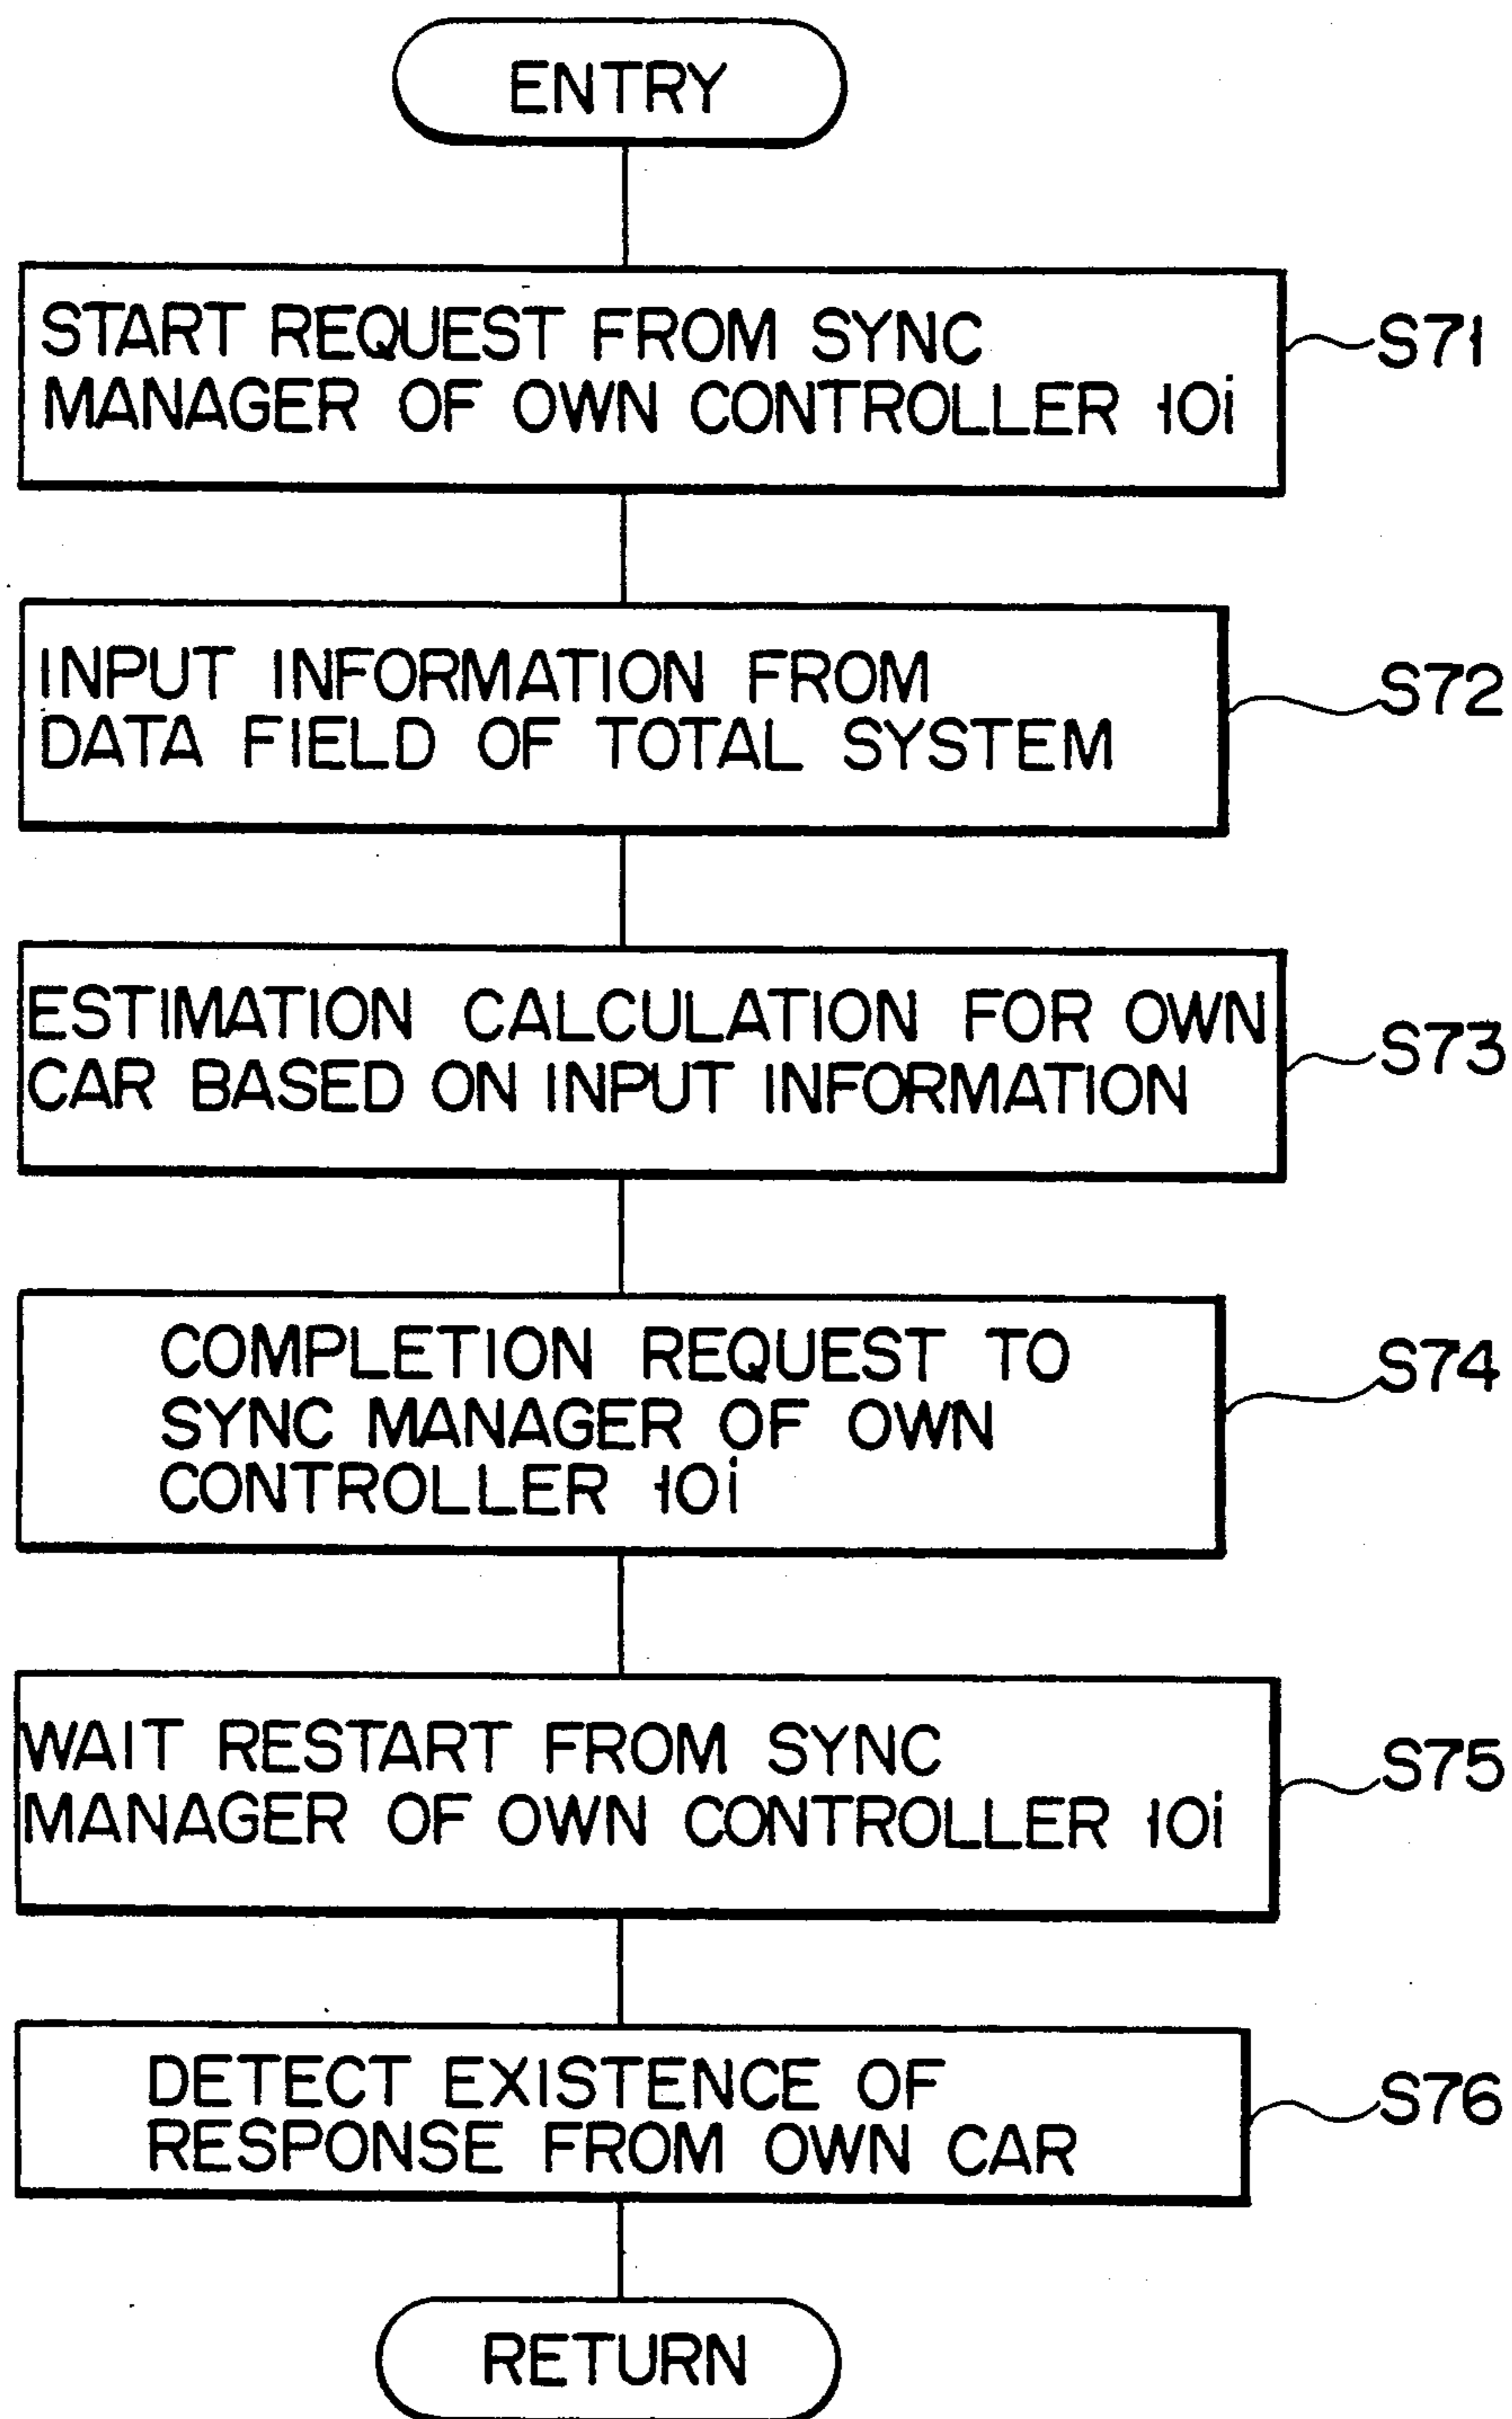 ENTRY
START REQUEST FROM SYNC
MANAGER OF OWN CONTROLLER 10i
S71
INPUT INFORMATION FROM
DATA FIELD OF TOTAL SYSTEM
S72
ESTIMATION CALCULATION FOR OWN
CAR BASED ON INPUT INFORMATION
S73
COMPLETION REQUEST TO
SYNC MANAGER OF OWN
CONTROLLER 10i
S74
WAIT RESTART FROM SYNC
MANAGER OF OWN CONTROLLER 10i
S75
DETECT EXISTENCE OF
RESPONSE FROM OWN CAR
S76
RETURN